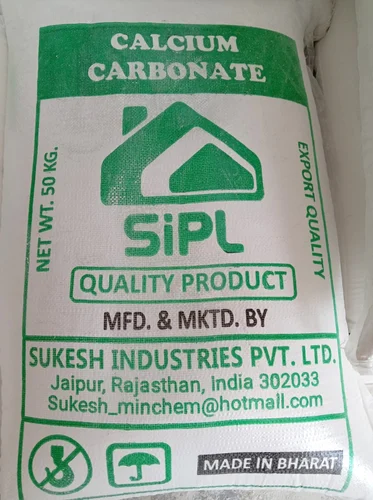 CALCIUM
CARBONATE
NET WT. 50 KG.
EXPORT QUALITY
SiPL
QUALITY PRODUCT
MFD. & MKTD. BY
SUKESH INDUSTRIES PVT. LTD.
Jaipur, Rajasthan, India 302033
Sukesh_minchem@hotmall.com
MADE IN BHARAT